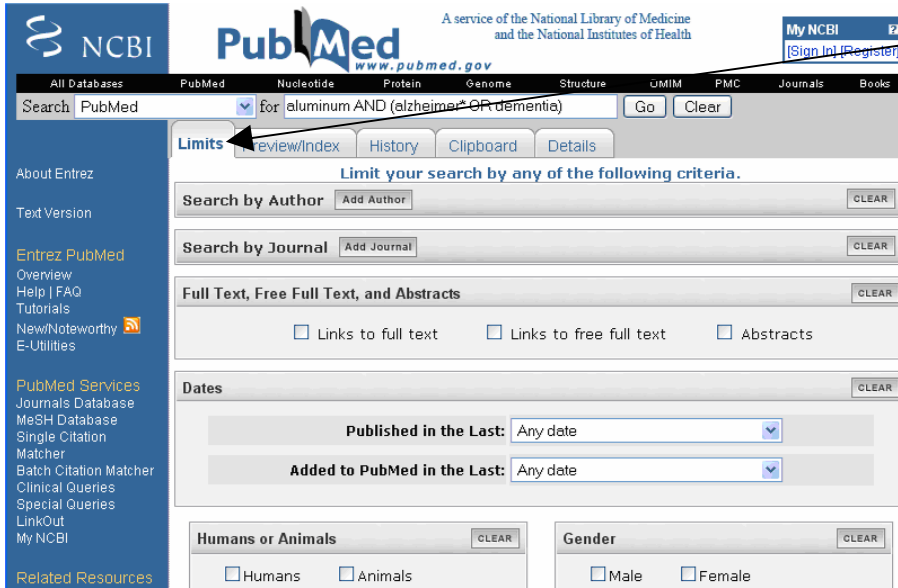 A service of the National Library of Medicine
and the National Institutes of Health
NCBI
PubMed
www.pubmed.gov
My NCBI
[Sign In] [Register]
All Databases PubMed Nucleotide Protein Genome Structure OMIM PMC Journals Books
Search PubMed for aluminum AND (alzheimer* OR dementia) Go Clear
Limits Preview/Index History Clipboard Details
About Entrez
Text Version
Entrez PubMed
Overview
Help | FAQ
Tutorials
New/Noteworthy
E-Utilities
PubMed Services
Journals Database
MeSH Database
Single Citation
Matcher
Batch Citation Matcher
Clinical Queries
Special Queries
LinkOut
My NCBI
Related Resources
Limit your search by any of the following criteria.
Search by Author Add Author CLEAR
Search by Journal Add Journal CLEAR
Full Text, Free Full Text, and Abstracts CLEAR
Links to full text Links to free full text Abstracts
Dates CLEAR
Published in the Last: Any date
Added to PubMed in the Last: Any date
Humans or Animals CLEAR
Humans Animals
Gender CLEAR
Male Female